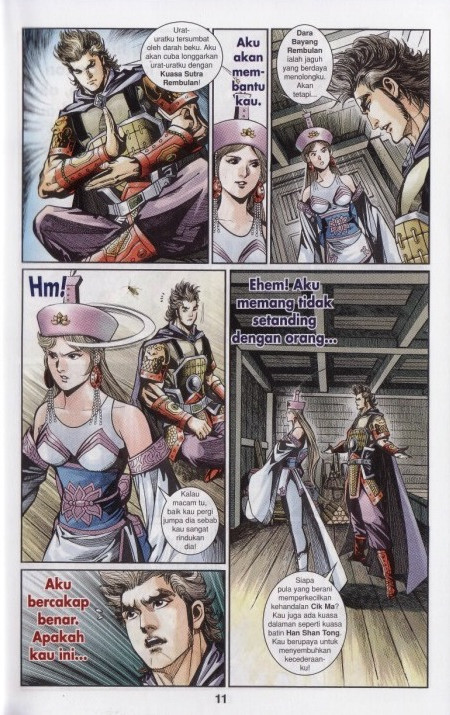 Urat-
uratku tersumbat
oleh darah beku. Aku
akan cuba longgarkan
urat-uratku dengan
Kuasa Sutra
Rembulan!
Aku
akan
mem-
bantu
kau.
Dara
Bayang
Rembulan
ialah jaguh
yang berdaya
menolongku.
Akan
tetapi...
Hm!
Kalau
macam tu,
baik kau pergi
jumpa dia sebab
kau sangat
rindukan
dia!
Ehem! Aku
memang tidak
setanding
dengan orang...
Siapa
pula yang berani
memperkecilkan
kehandalan Cik Ma?
Kau juga ada kuasa
dalaman seperti kuasa
batin Han Shan Tong.
Kau berupaya untuk
menyembuhkan
kecederaan-
ku!
Aku
bercakap
benar.
Apakah
kau ini...
11